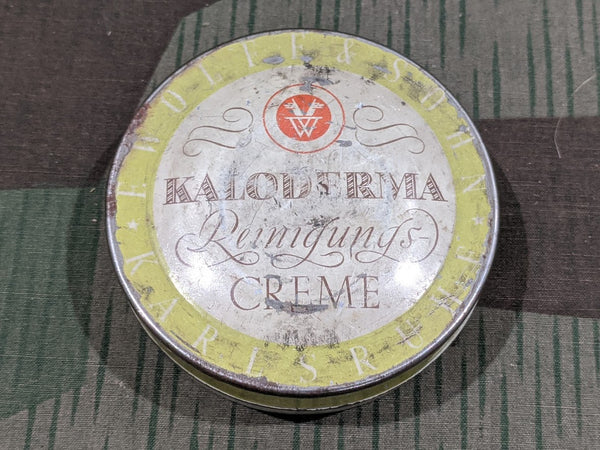 F. WOLFF & SOHN
W
KALODERMA
Reinigungs-
CREME
KARLSRUHE